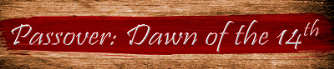 Passover: Dawn of the 14th